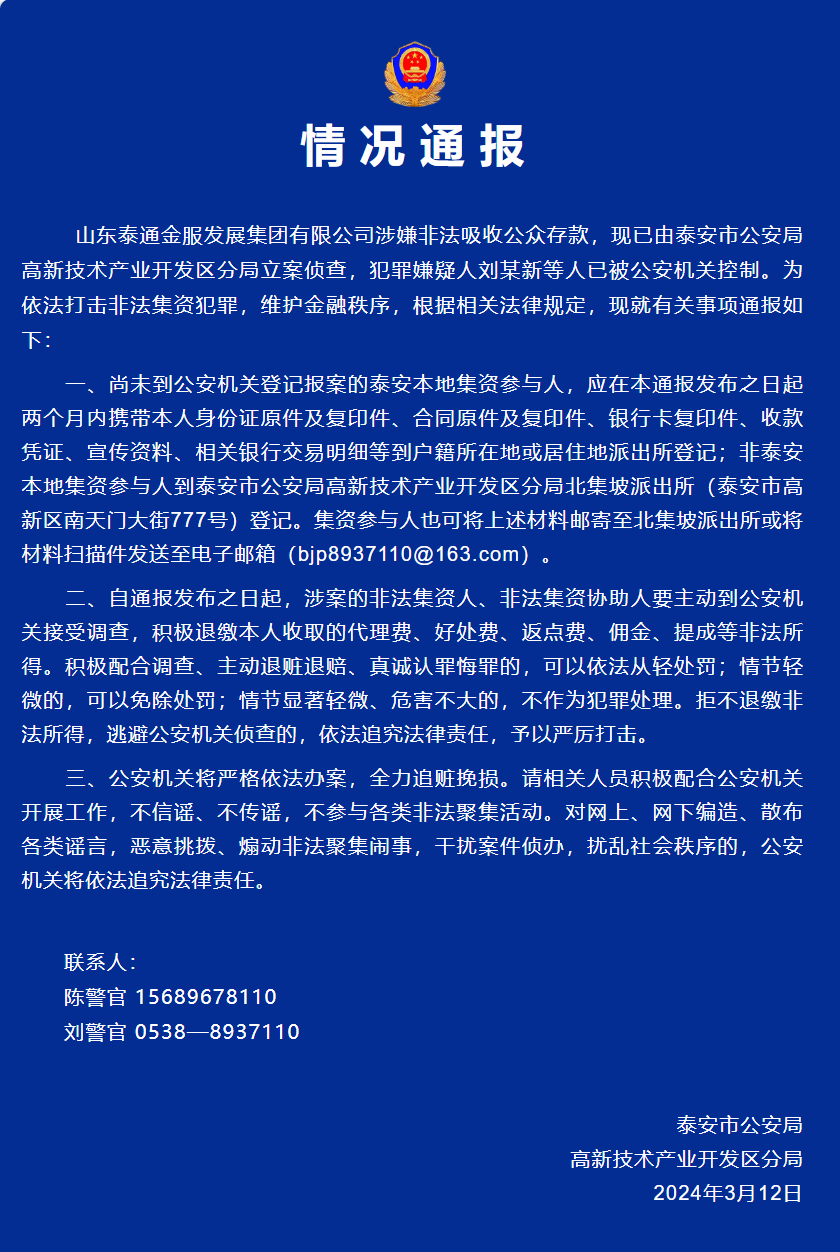 情况通报
山东泰通金服发展集团有限公司涉嫌非法吸收公众存款，现已由泰安市公安局
高新技术产业开发区分局立案侦查，犯罪嫌疑人刘某新等人已被公安机关控制。为
依法打击非法集资犯罪，维护金融秩序，根据相关法律规定，现就有关事项通报如
下：
一、尚未到公安机关登记报案的泰安本地集资参与人，应在本通报发布之日起
两个月内携带本人身份证原件及复印件、合同原件及复印件、银行卡复印件、收款
凭证、宣传资料、相关银行交易明细等到户籍所在地或居住地派出所登记；非泰安
本地集资参与人到泰安市公安局高新技术产业开发区分局北集坡派出所（泰安市高
新区南天门大街777号）登记。集资参与人也可将上述材料邮寄至北集坡派出所或将
材料扫描件发送至电子邮箱（bjp8937110@163.com）。
二、自通报发布之日起，涉案的非法集资人、非法集资协助人要主动到公安机
关接受调查，积极退缴本人收取的代理费、好处费、返点费、佣金、提成等非法所
得。积极配合调查、主动退赃退赔、真诚认罪悔罪的，可以依法从轻处罚；情节轻
微的，可以免除处罚；情节显著轻微、危害不大的，不作为犯罪处理。拒不退缴非
法所得，逃避公安机关侦查的，依法追究法律责任，予以严厉打击。
三、公安机关将严格依法办案，全力追赃挽损。请相关人员积极配合公安机关
开展工作，不信谣、不传谣，不参与各类非法聚集活动。对网上、网下编造、散布
各类谣言，恶意挑拨、煽动非法聚集闹事，干扰案件侦办，扰乱社会秩序的，公安
机关将依法追究法律责任。
联系人：
陈警官 15689678110
刘警官 0538—8937110
泰安市公安局
高新技术产业开发区分局
2024年3月12日